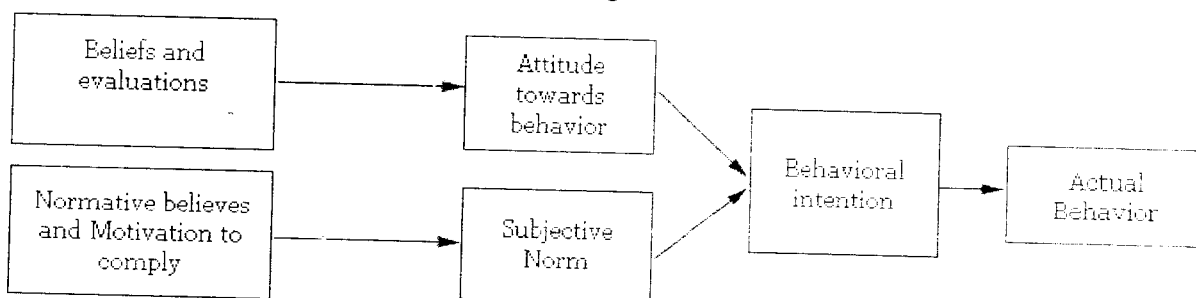 Beliefs and
evaluations
Attitude
towards
behavior
Normative believes
and Motivation to
comply
Subjective
Norm
Behavioral
intention
Actual
Behavior